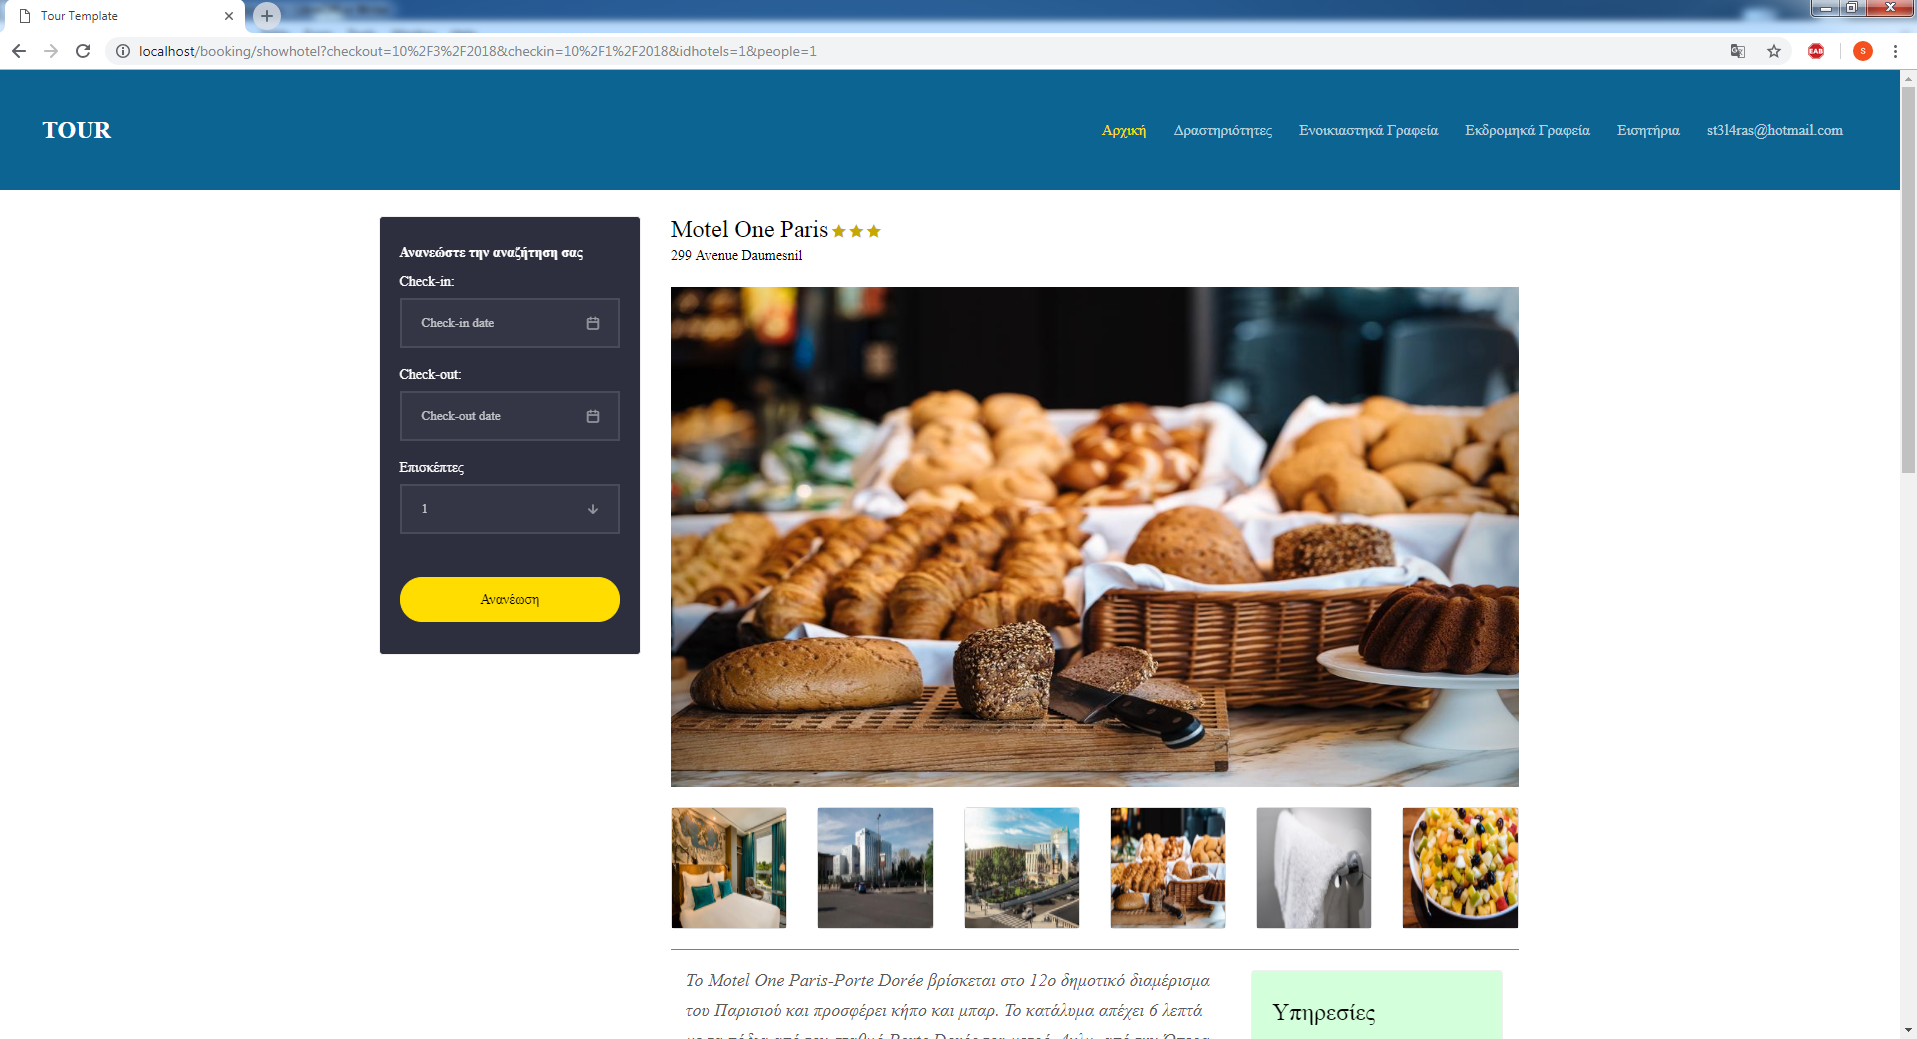 Tour Template
localhost/booking/showhotel?checkout=10%2F3%2F2018&checkin=10%2F1%2F2018&idhotels=1&people=1
EAB
S
TOUR
Αρχική
Δραστηριότητες
Ενοικιαστηκά Γραφεία
Εκδρομηκά Γραφεία
Εισητήρια
st3l4ras@hotmail.com
Ανανεώστε την αναζήτηση σας
Check-in:
Check-in date
Check-out:
Check-out date
Επισκέπτες
1
Ανανέωση
Motel One Paris
299 Avenue Daumesnil
Το Motel One Paris-Porte Dorée βρίσκεται στο 12ο δημοτικό διαμέρισμα
του Παρισιού και προσφέρει κήπο και μπαρ. Το κατάλυμα απέχει 6 λεπτά
Υπηρεσίες